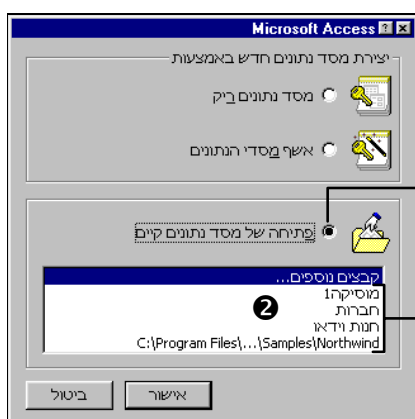 Microsoft Access
יצירת מסד נתונים חדש באמצעות
מסד נתונים ריק
אשף מסדי הנתונים
פתיחה של מסד נתונים קיים
קבצים נוספים...
מוסיקה1
חברות
חנות וידאו
C:\Program Files\...\Samples\Northwind
❷
אישור
ביטול